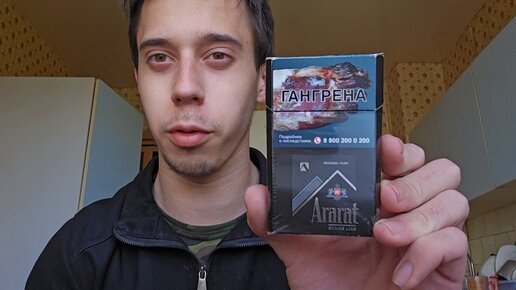 ГАНГРЕНА
Подробнее
о последствиях
8 800 200 0 200
Ararat